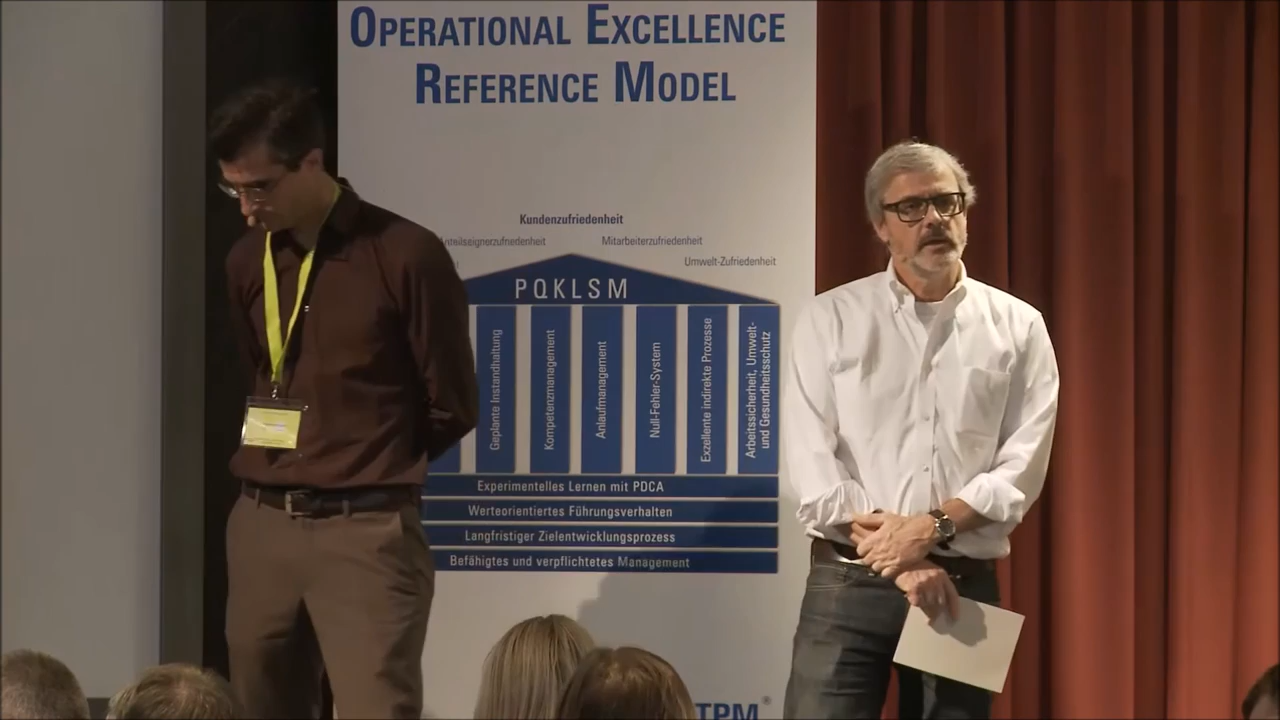 OPERATIONAL EXCELLENCE
REFERENCE MODEL
Kundenzufriedenheit
nteilseignerzufriedenheit
Mitarbeiterzufriedenheit
Umwelt-Zufriedenheit
PQKLSM
Geplante Instandhaltung
Kompetenzmanagement
Anlaufmanagement
Null-Fehler-System
Exzellente indirekte Prozesse
Arbeitssicherheit, Umwelt-
und Gesundheitsschutz
Experimentelles Lernen mit PDCA
Werteorientiertes Führungsverhalten
Langfristiger Zielentwicklungsprozess
Befähigtes und verpflichtetes Management
TPM®